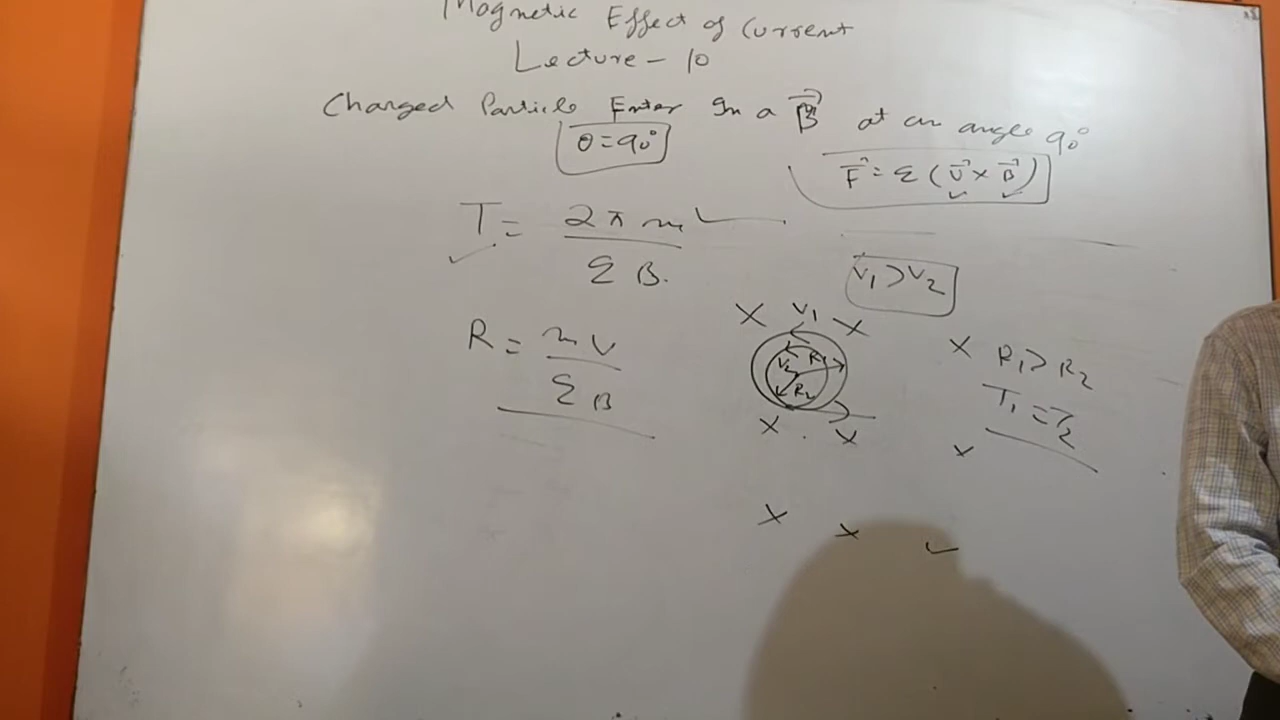 Magnetic Effect of Current
Lecture - 10
Charged Particle Enter In a B⃗ at an angle 90°
θ = 90°
F⃗ = q (v⃗ × B⃗)
T = 2πm / qB.
V₁ > V₂
R = mv / qB
X V₁ X
V₂ R₁
R₂
X X
X R₁ > R₂
T₁ = T₂
X
X X